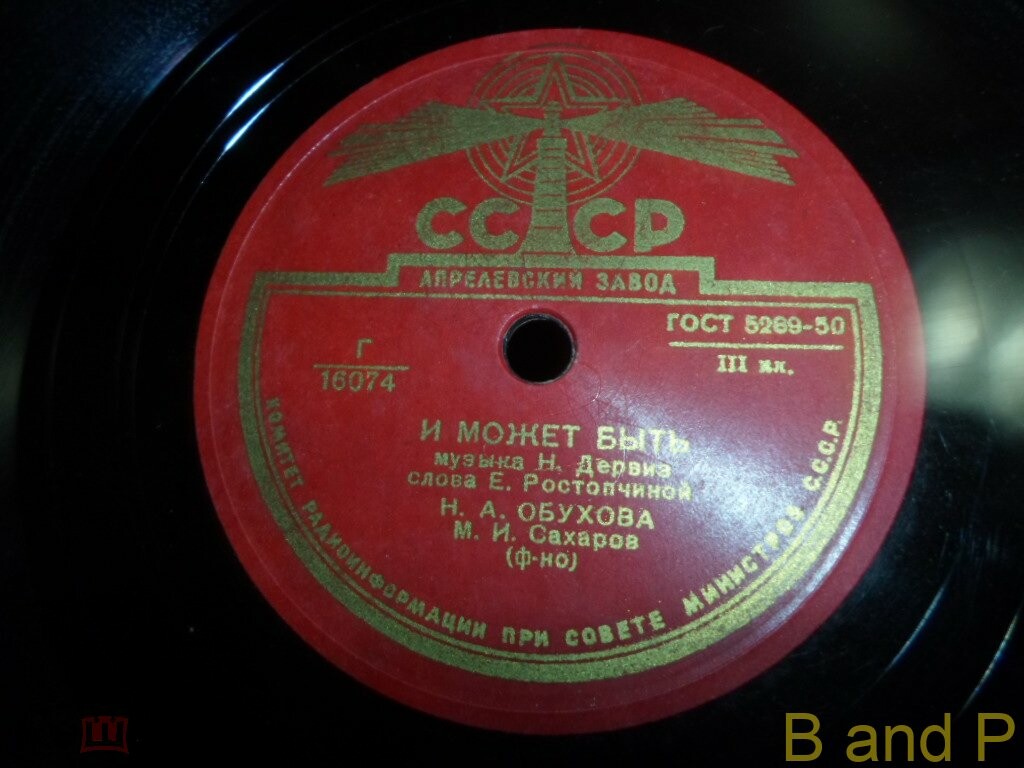 СССР
АПРЕЛЕВСКИЙ ЗАВОД
ГОСТ 5289-50
III кл.
Г
16074
И МОЖЕТ БЫТЬ
музыка Н. Дервиз
слова Е. Ростопчиной
Н. А. ОБУХОВА
М. И. Сахаров
(ф-но)
КОМИТЕТ РАДИОИНФОРМАЦИИ ПРИ СОВЕТЕ МИНИСТРОВ СССР.
B and P